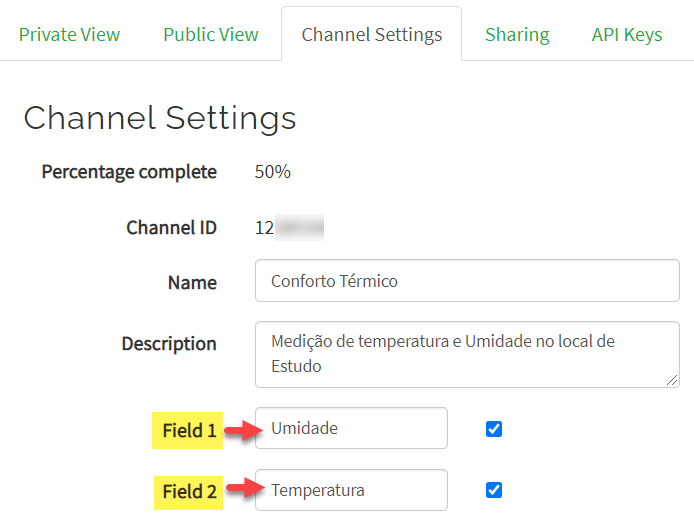 Private View Public View Channel Settings Sharing API Keys
Channel Settings
Percentage complete 50%
Channel ID 12
Name Conforto Térmico
Description Medição de temperatura e Umidade no local de
Estudo
Field 1 Umidade
Field 2 Temperatura